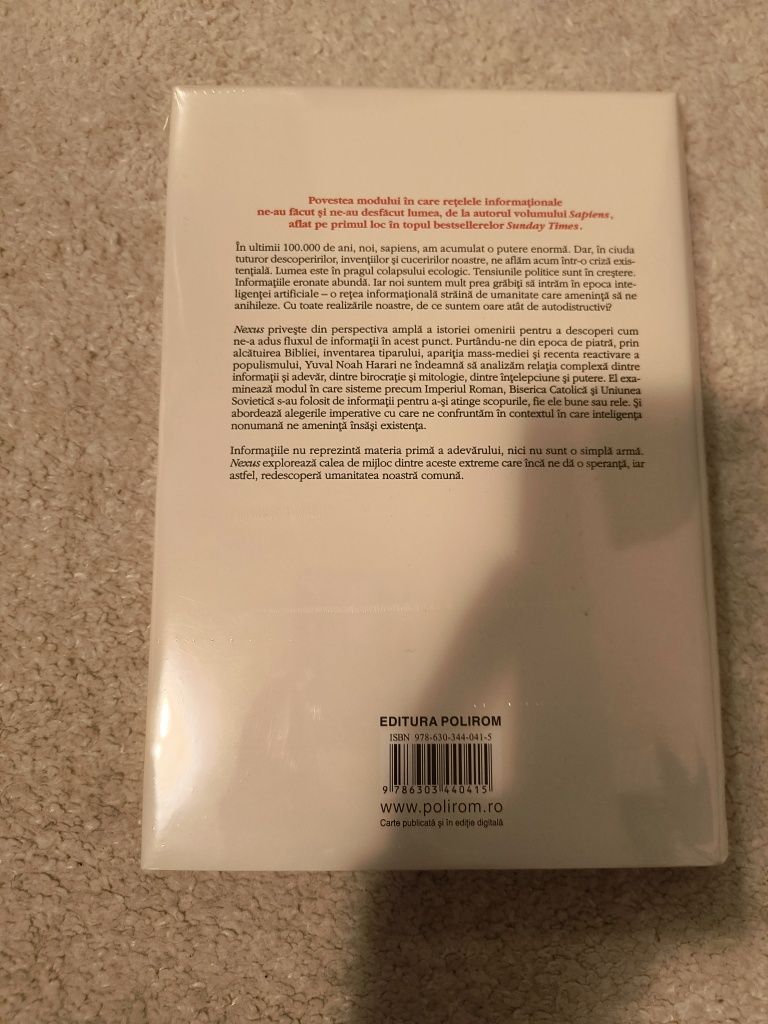 Povestea modului în care rețelele informaționale
ne-au făcut și ne-au desfăcut lumea, de la autorul volumului Sapiens,
aflat pe primul loc în topul bestsellerelor Sunday Times.
În ultimii 100.000 de ani, noi, sapiens, am acumulat o putere enormă. Dar, în ciuda
tuturor descoperirilor, invențiilor și cuceririlor noastre, ne aflăm acum într-o criză exis-
tențială. Lumea este în pragul colapsului ecologic. Tensiunile politice sunt în creștere.
Informațiile eronate abundă. Iar noi suntem mult prea grăbiți să intrăm în epoca inte-
ligenței artificiale – o rețea informațională străină de umanitate care amenință să ne
anihileze. Cu toate realizările noastre, de ce suntem oare atât de autodistructivi?
Nexus privește din perspectiva amplă a istoriei omenirii pentru a descoperi cum
ne-a adus fluxul de informații în acest punct. Purtându-ne din epoca de piatră, prin
alcătuirea Bibliei, inventarea tiparului, apariția mass-mediei și recenta reactivare a
populismului, Yuval Noah Harari ne îndeamnă să analizăm relația complexă dintre
informații și adevăr, dintre birocrație și mitologie, dintre înțelepciune și putere. El exa-
minează modul în care sisteme precum Imperiul Roman, Biserica Catolică și Uniunea
Sovietică s-au folosit de informații pentru a-și atinge scopurile, fie ele bune sau rele. Și
abordează alegerile imperative cu care ne confruntăm în contextul în care inteligența
nonumană ne amenință însăși existența.
Informațiile nu reprezintă materia primă a adevărului, nici nu sunt o simplă armă.
Nexus explorează calea de mijloc dintre aceste extreme care încă ne dă o speranță, iar
astfel, redescoperă umanitatea noastră comună.
EDITURA POLIROM
ISBN 978-630-344-041-5
9 786303 440415
www.polirom.ro
Carte publicată și în ediție digitală